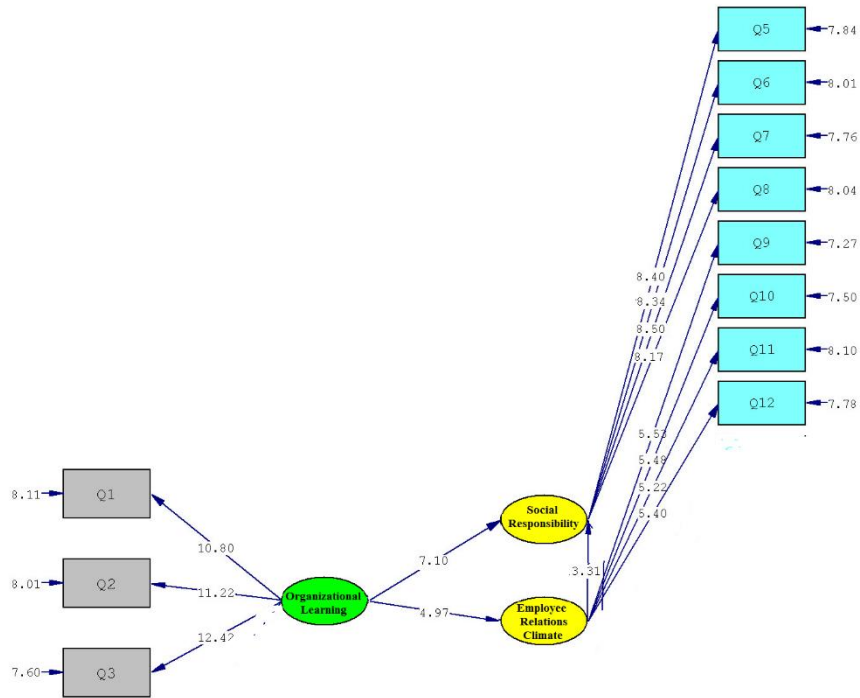 Q5
7.84
Q6
8.01
Q7
7.76
Q8
8.04
Q9
7.27
Q10
7.50
Q11
8.10
Q12
7.78
8.40
8.34
8.50
8.17
5.53
5.48
5.22
5.40
8.11
Q1
10.80
8.01
Q2
11.22
7.60
Q3
12.42
Organizational
Learning
7.10
4.97
Social
Responsibility
3.31
Employee
Relations
Climate